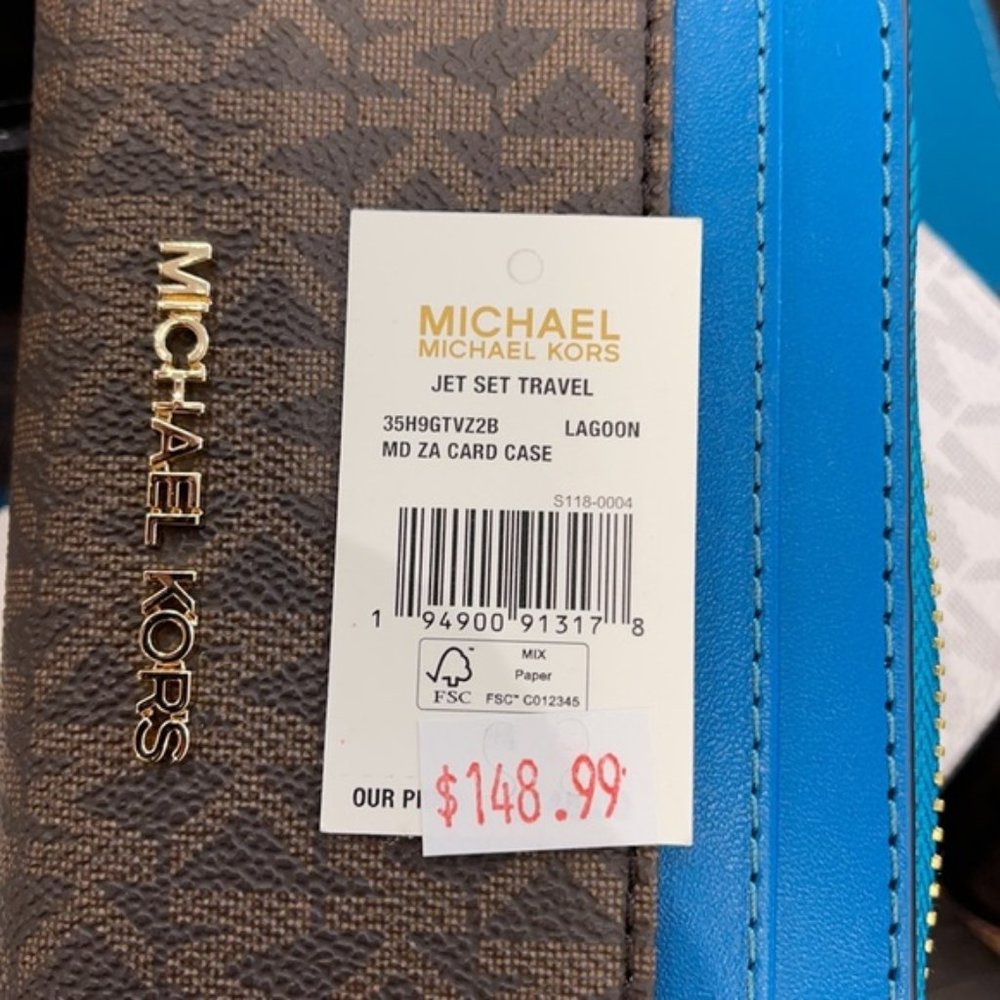 MICHAEL KORS
MICHAEL
MICHAEL KORS
JET SET TRAVEL
35H9GTVZ2B LAGOON
MD ZA CARD CASE
S118-0004
1 94900 91317 8
MIX
Paper
FSC™ C012345
FSC
OUR
$148.99